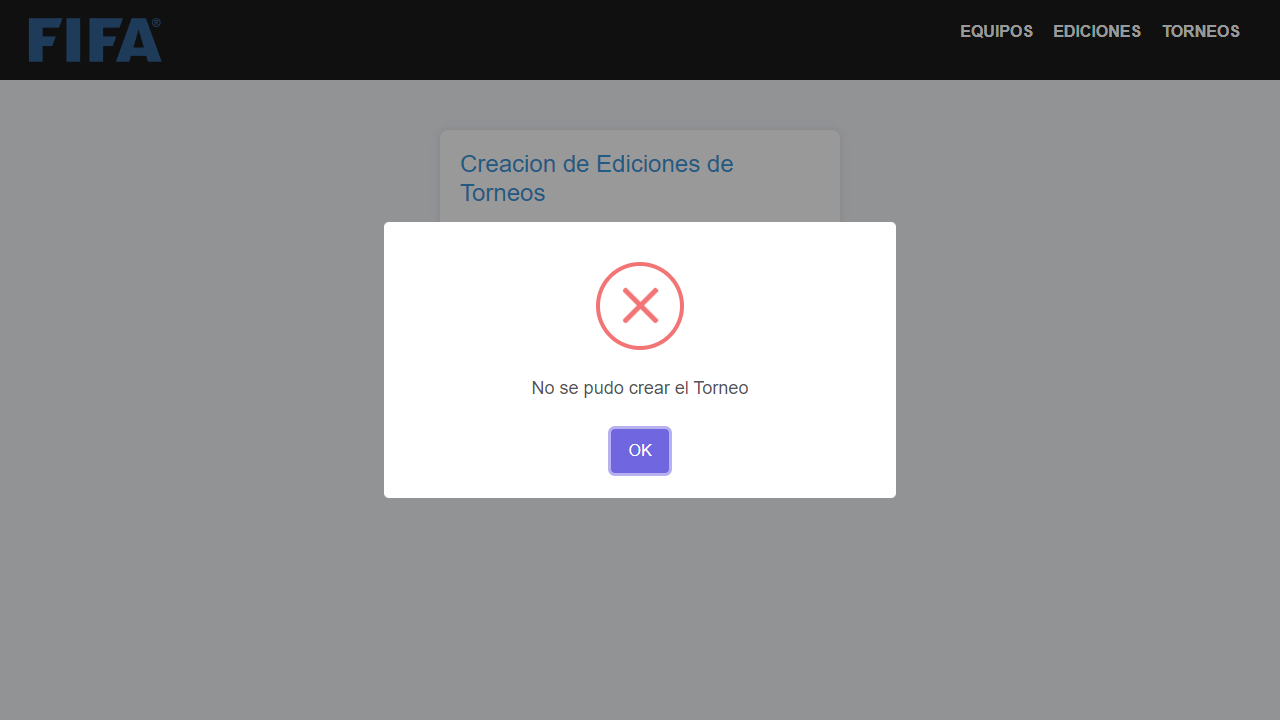 FIFA®
EQUIPOS EDICIONES TORNEOS
Creacion de Ediciones de
Torneos
No se pudo crear el Torneo
OK